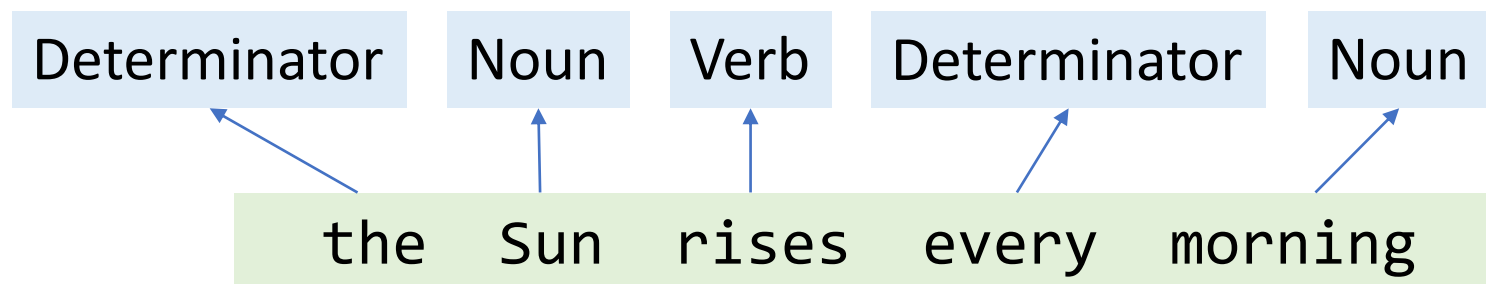 Determinator Noun Verb Determinator Noun
the Sun rises every morning